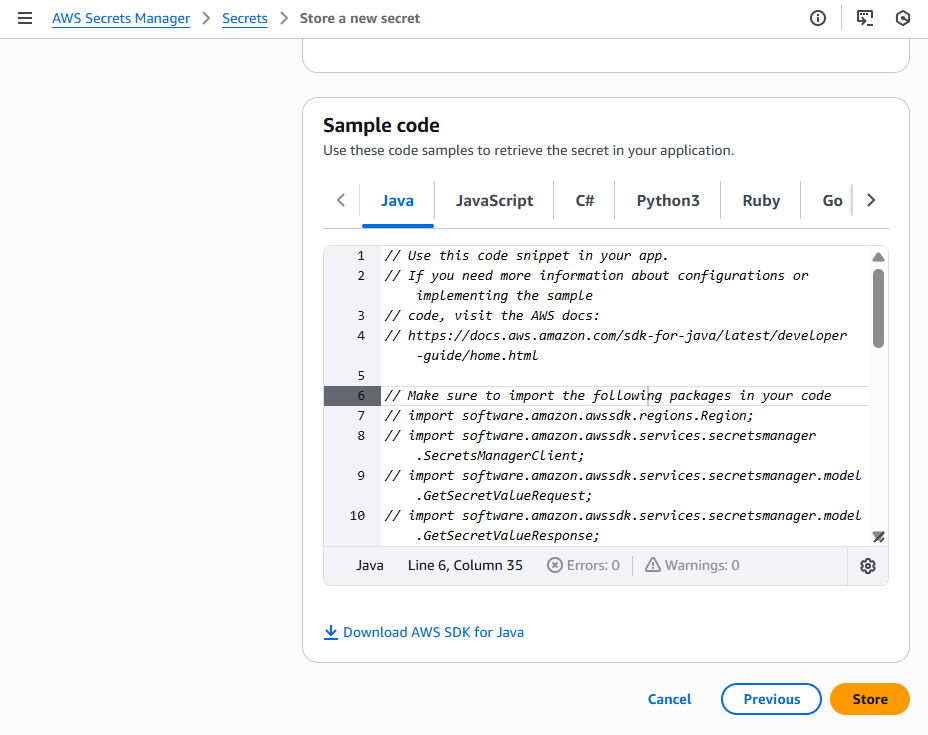 AWS Secrets Manager > Secrets > Store a new secret
Sample code
Use these code samples to retrieve the secret in your application.
Java JavaScript C# Python3 Ruby Go
1 // Use this code snippet in your app.
2 // If you need more information about configurations or
implementing the sample
3 // code, visit the AWS docs:
4 // https://docs.aws.amazon.com/sdk-for-java/latest/developer
-guide/home.html
5
6 // Make sure to import the following packages in your code
7 // import software.amazon.awssdk.regions.Region;
8 // import software.amazon.awssdk.services.secretsmanager
.SecretsManagerClient;
9 // import software.amazon.awssdk.services.secretsmanager.model
.GetSecretValueRequest;
10 // import software.amazon.awssdk.services.secretsmanager.model
.GetSecretValueResponse;
Java Line 6, Column 35 Errors: 0 Warnings: 0
Download AWS SDK for Java
Cancel Previous Store